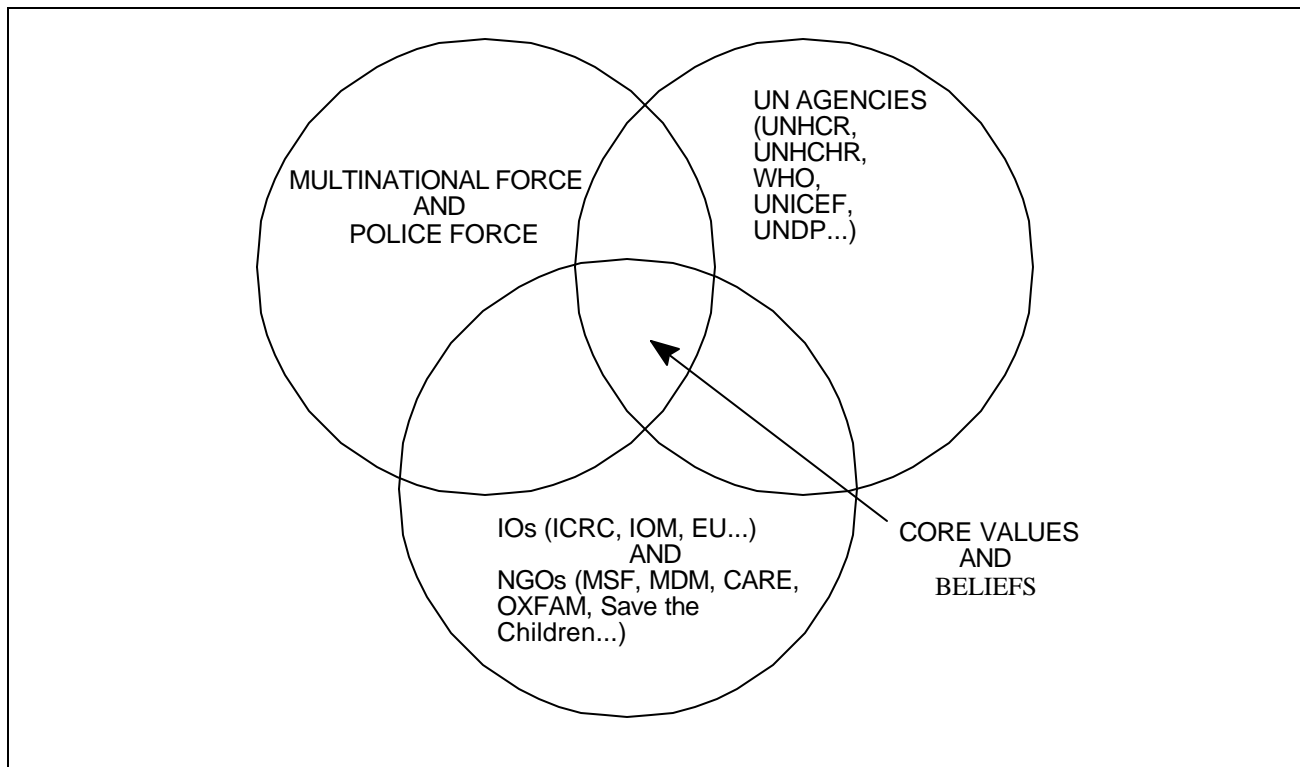 MULTINATIONAL FORCE
AND
POLICE FORCE
UN AGENCIES
(UNHCR,
UNHCHR,
WHO,
UNICEF,
UNDP...)
IOs (ICRC, IOM, EU...)
AND
NGOs (MSF, MDM, CARE,
OXFAM, Save the
Children...)
CORE VALUES
AND
BELIEFS